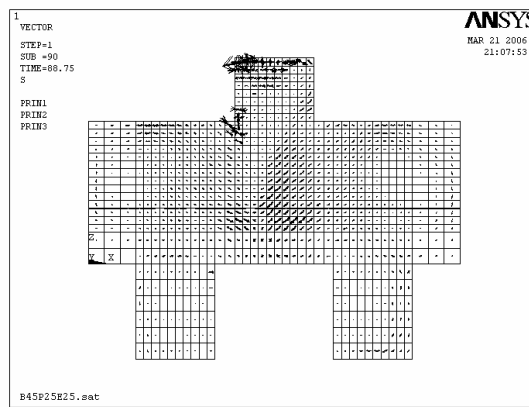 1
ANSYS
VECTOR
MAR 21 2006
21:07:53
STEP=1
SUB =90
TIME=88.75
S
PRIN1
PRIN2
PRIN3
Z
Y X
B45P25E25.sat